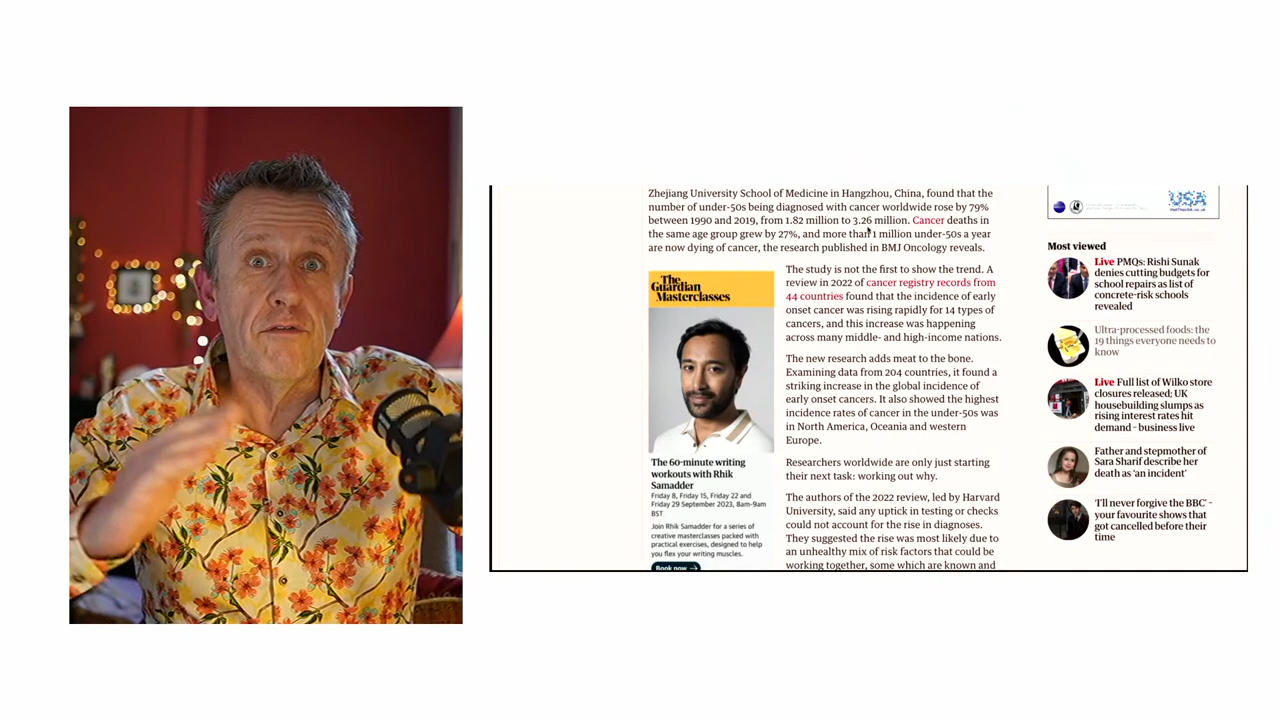 Zhejiang University School of Medicine in Hangzhou, China, found that the
number of under-50s being diagnosed with cancer worldwide rose by 79%
between 1990 and 2019, from 1.82 million to 3.26 million. Cancer deaths in
the same age group grew by 27%, and more than 1 million under-50s a year
are now dying of cancer, the research published in BMJ Oncology reveals.
The
Guardian
Masterclasses
The 60-minute writing
workouts with Rhik
Samadder
Friday 8, Friday 15, Friday 22 and
Friday 29 September 2023, 8am-9am
BST
Join Rhik Samadder for a series of
creative masterclasses packed with
practical exercises, designed to help
you flex your writing muscles.
Book now →
The study is not the first to show the trend. A
review in 2022 of cancer registry records from
44 countries found that the incidence of early
onset cancer was rising rapidly for 14 types of
cancers, and this increase was happening
across many middle- and high-income nations.
The new research adds meat to the bone.
Examining data from 204 countries, it found a
striking increase in the global incidence of
early onset cancers. It also showed the highest
incidence rates of cancer in the under-50s was
in North America, Oceania and western
Europe.
Researchers worldwide are only just starting
their next task: working out why.
The authors of the 2022 review, led by Harvard
University, said any uptick in testing or checks
could not account for the rise in diagnoses.
They suggested the rise was most likely due to
an unhealthy mix of risk factors that could be
working together, some which are known and
USA
Most viewed
Live PMQs: Rishi Sunak
denies cutting budgets for
school repairs as list of
concrete-risk schools
revealed
Ultra-processed foods: the
19 things everyone needs to
know
Live Full list of Wilko store
closures released; UK
housebuilding slumps as
rising interest rates hit
demand – business live
Father and stepmother of
Sara Sharif describe her
death as 'an incident'
'I'll never forgive the BBC' –
your favourite shows that
got cancelled before their
time